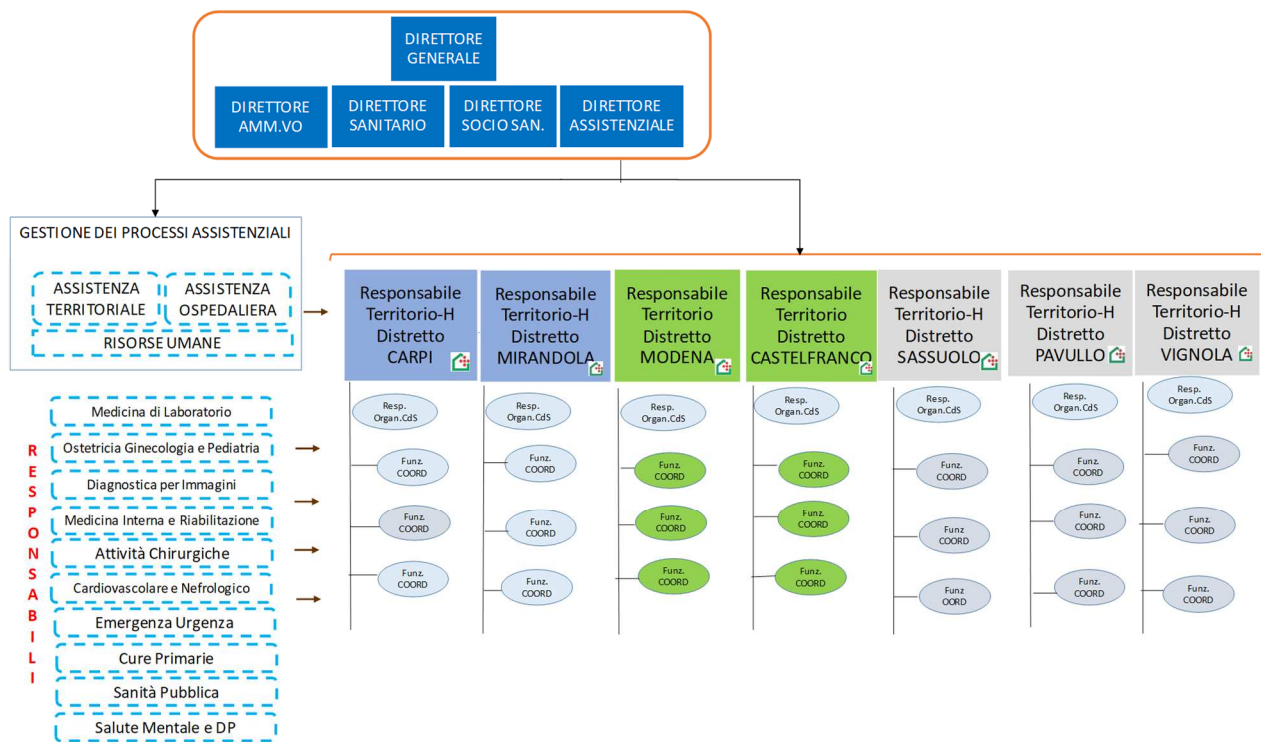 DIRETTORE
GENERALE
DIRETTORE
AMM.VO
DIRETTORE
SANITARIO
DIRETTORE
SOCIO SAN.
DIRETTORE
ASSISTENZIALE
GESTIONE DEI PROCESSI ASSISTENZIALI
ASSISTENZA
TERRITORIALE
ASSISTENZA
OSPEDALIERA
RISORSE UMANE
Responsabile
Territorio-H
Distretto
CARPI
Responsabile
Territorio-H
Distretto
MIRANDOLA
Responsabile
Territorio
Distretto
MODENA
Responsabile
Territorio
Distretto
CASTELFRANCO
Responsabile
Territorio-H
Distretto
SASSUOLO
Responsabile
Territorio-H
Distretto
PAVULLO
Responsabile
Territorio-H
Distretto
VIGNOLA
RESPONSABILI
Medicina di Laboratorio
Ostetricia Ginecologia e Pediatria
Diagnostica per Immagini
Medicina Interna e Riabilitazione
Attività Chirurgiche
Cardiovascolare e Nefrologico
Emergenza Urgenza
Cure Primarie
Sanità Pubblica
Salute Mentale e DP
Resp.
Organ.CdS
Funz.
COORD
Funz.
COORD
Funz.
COORD
Resp.
Organ.CdS
Funz.
COORD
Funz.
COORD
Funz.
COORD
Resp.
Organ.CdS
Funz.
COORD
Funz.
COORD
Funz.
COORD
Resp.
Organ.CdS
Funz.
COORD
Funz.
COORD
Funz.
COORD
Resp.
Organ.CdS
Funz.
COORD
Funz
COORD
Funz
OORD
Resp.
Organ.CdS
Funz.
COORD
Funz.
COORD
Funz.
COORD
Resp.
Organ.CdS
Funz.
COORD
Funz.
COORD
Funz.
COORD